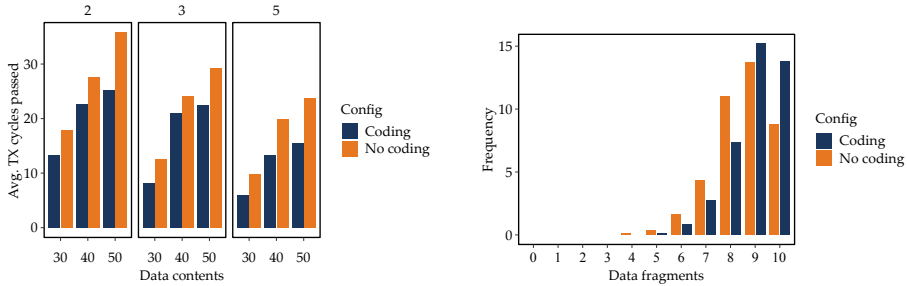 2 3 5
Avg. TX cycles passed
30
20
10
0
30 40 50 30 40 50 30 40 50
Data contents
Config
Coding
No coding
Frequency
15
10
5
0
0 1 2 3 4 5 6 7 8 9 10
Data fragments
Config
Coding
No coding